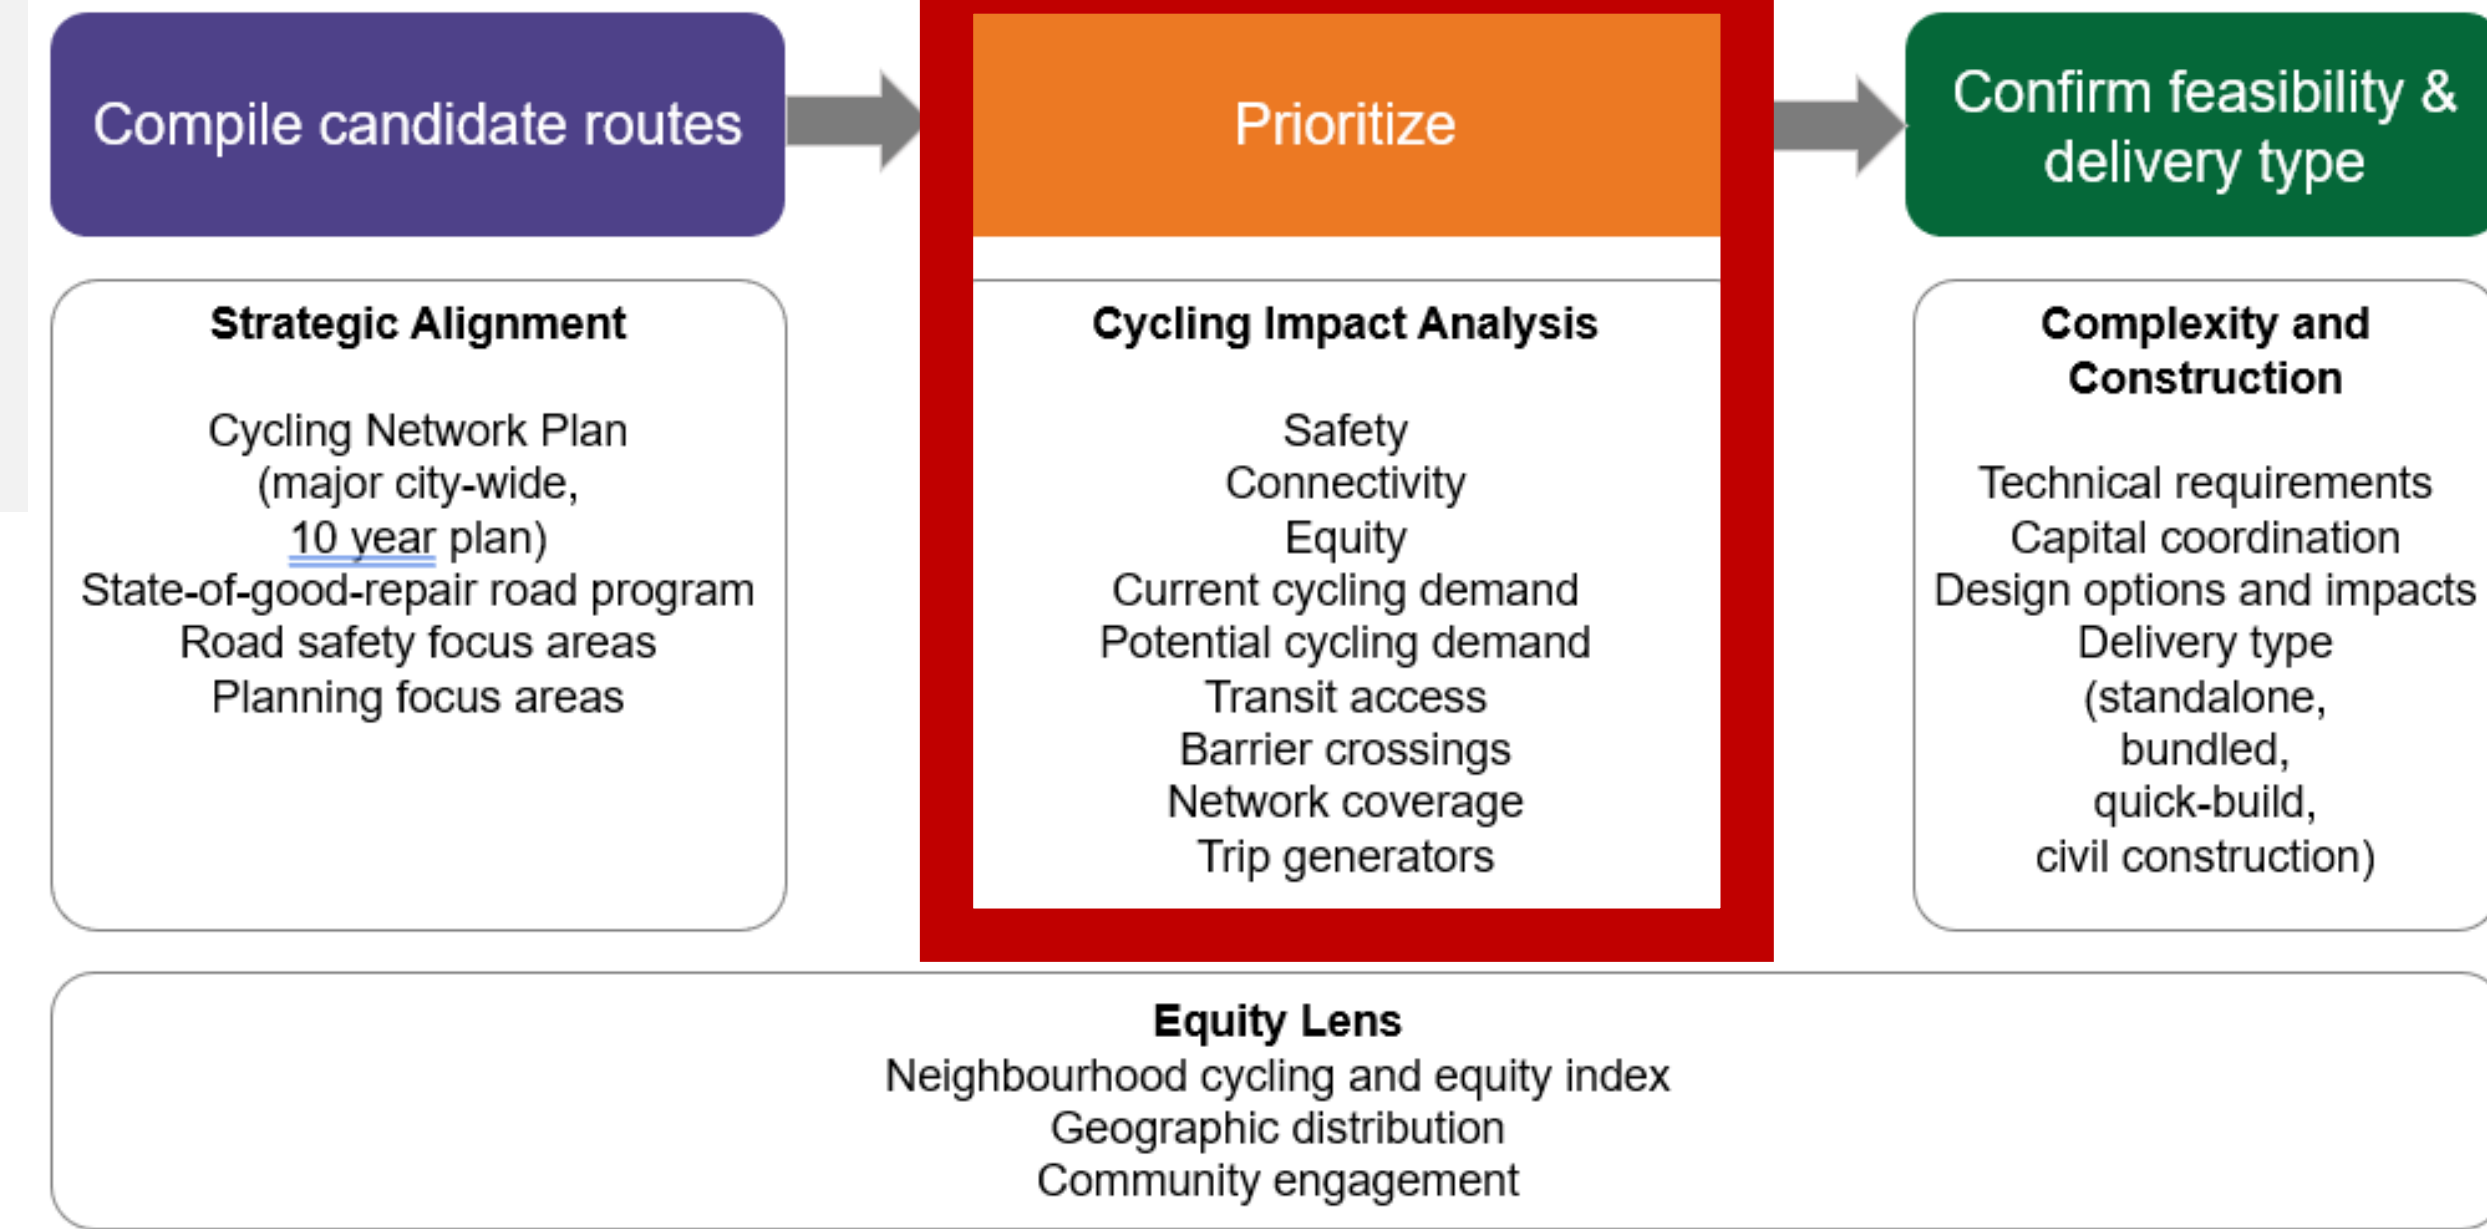 Compile candidate routes
Prioritize
Confirm feasibility &
delivery type
Strategic Alignment
Cycling Network Plan
(major city-wide,
10 year plan)
State-of-good-repair road program
Road safety focus areas
Planning focus areas
Cycling Impact Analysis
Safety
Connectivity
Equity
Current cycling demand
Potential cycling demand
Transit access
Barrier crossings
Network coverage
Trip generators
Complexity and
Construction
Technical requirements
Capital coordination
Design options and impacts
Delivery type
(standalone,
bundled,
quick-build,
civil construction)
Equity Lens
Neighbourhood cycling and equity index
Geographic distribution
Community engagement